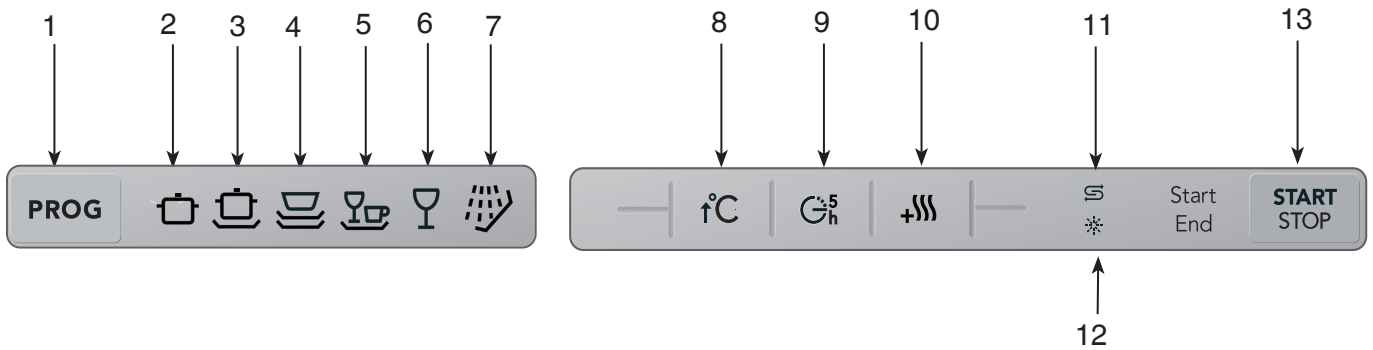 1 2 3 4 5 6 7 8 9 10 11 13
PROG
°C
5
h
+
Start
End
START
STOP
12